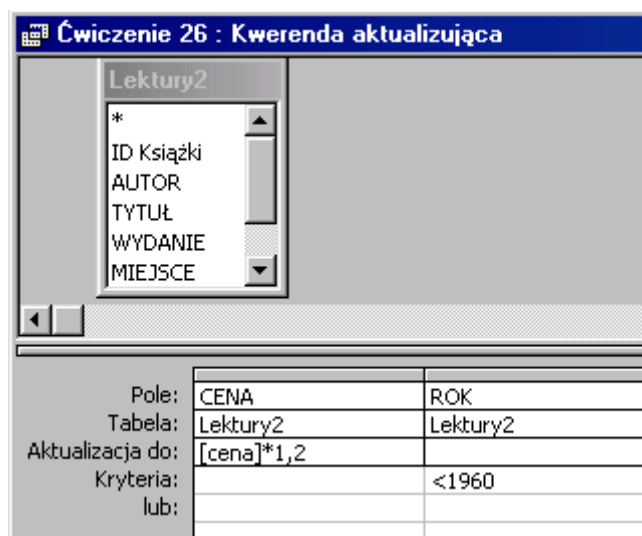 Ćwiczenie 26 : Kwerenda aktualizująca
Lektury2
*
ID Książki
AUTOR
TYTUŁ
WYDANIE
MIEJSCE
Pole: CENA ROK
Tabela: Lektury2 Lektury2
Aktualizacja do: [cena]*1,2
Kryteria: <1960
lub: